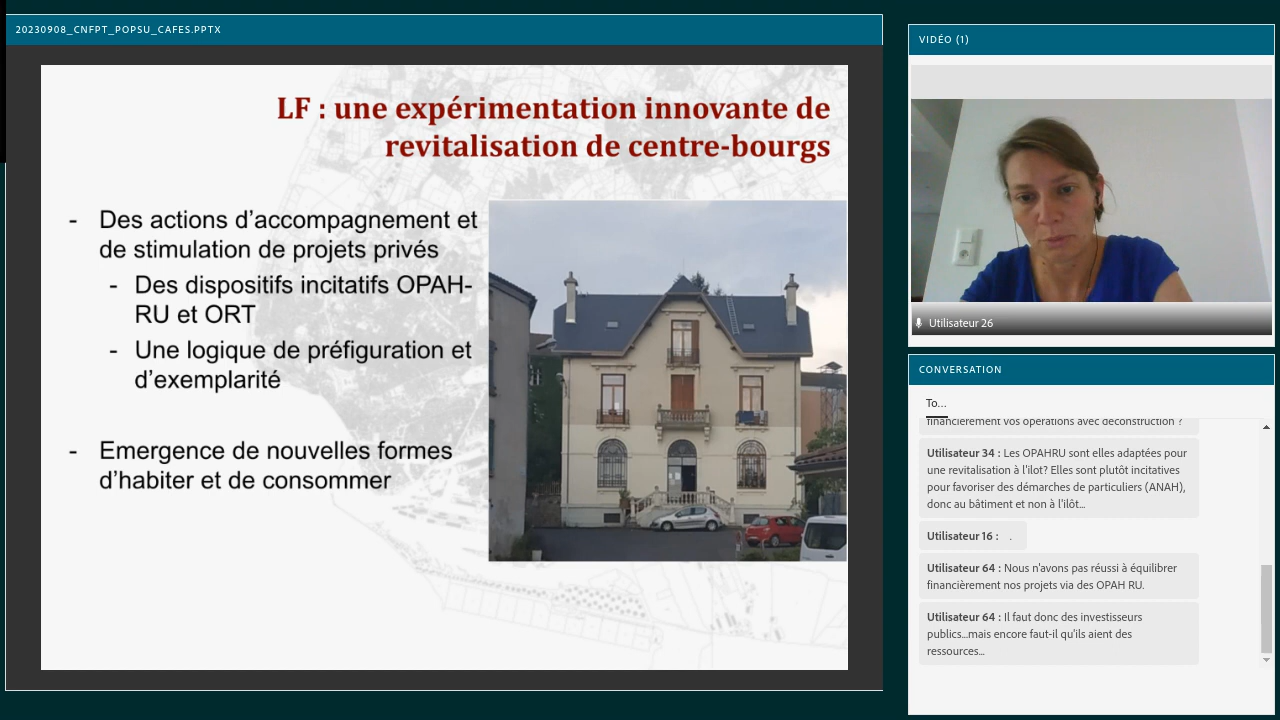 20230908_CNFPT_POPSU_CAFES.PPTX
LF : une expérimentation innovante de
revitalisation de centre-bourgs
- Des actions d'accompagnement et
de stimulation de projets privés
- Des dispositifs incitatifs OPAH-
RU et ORT
- Une logique de préfiguration et
d'exemplarité
- Emergence de nouvelles formes
d'habiter et de consommer
VIDÉO (1)
Utilisateur 26
CONVERSATION
To...
financièrement vos opérations avec déconstruction ?
Utilisateur 34 : Les OPAHRU sont elles adaptées pour
une revitalisation à l'ilot? Elles sont plutôt incitatives
pour favoriser des démarches de particuliers (ANAH),
donc au bâtiment et non à l'ilôt...
Utilisateur 16 : .
Utilisateur 64 : Nous n'avons pas réussi à équilibrer
financièrement nos projets via des OPAH RU.
Utilisateur 64 : Il faut donc des investisseurs
publics...mais encore faut-il qu'ils aient des
ressources...